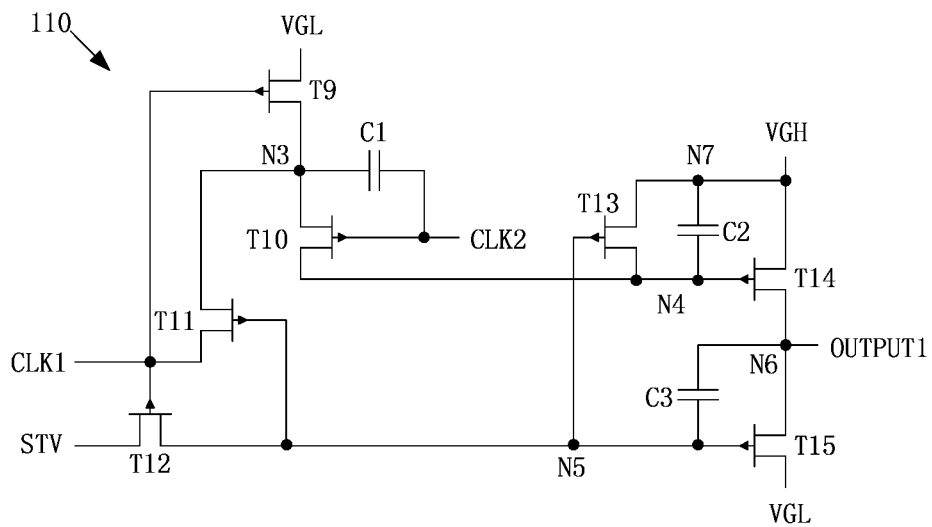 110
VGL
T9
C1
N3
N7
VGH
T13
T10
CLK2
C2
T14
N4
T11
CLK1
N6
OUTPUT1
C3
STV
T12
N5
T15
VGL